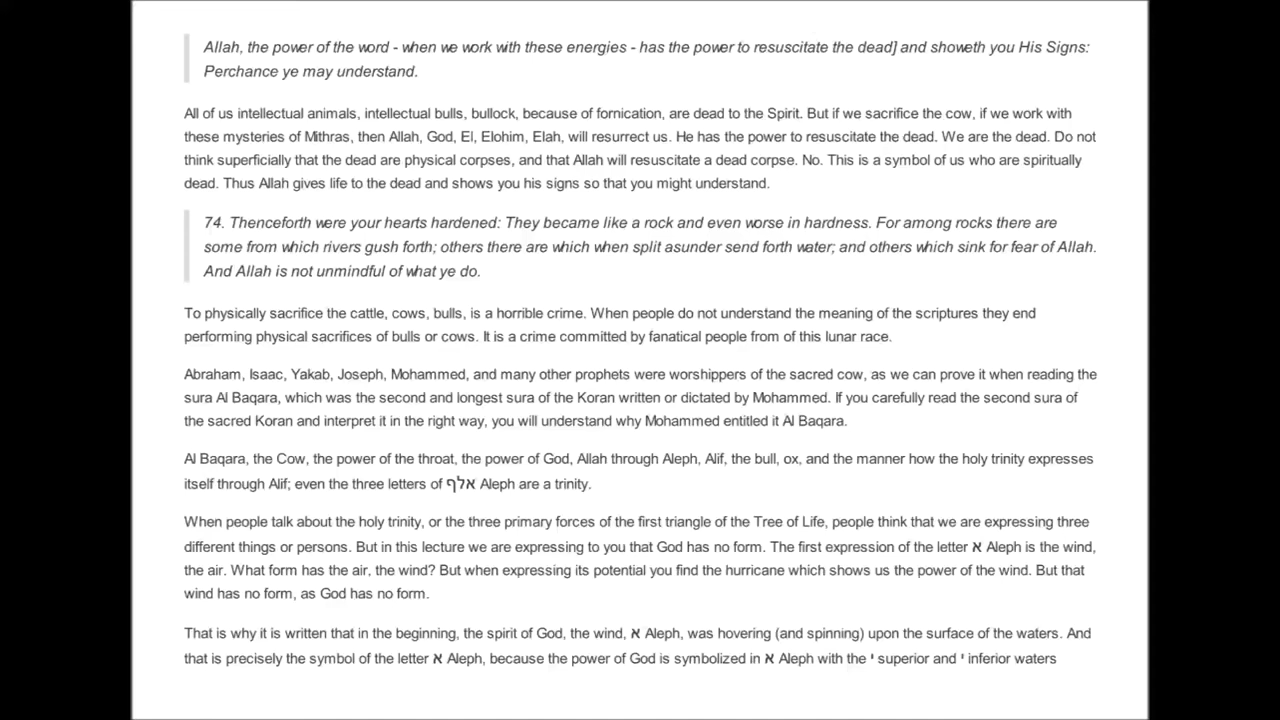 Allah, the power of the word - when we work with these energies - has the power to resuscitate the dead] and showeth you His Signs:
Perchance ye may understand.
All of us intellectual animals, intellectual bulls, bullock, because of fornication, are dead to the Spirit. But if we sacrifice the cow, if we work with
these mysteries of Mithras, then Allah, God, El, Elohim, Elah, will resurrect us. He has the power to resuscitate the dead. We are the dead. Do not
think superficially that the dead are physical corpses, and that Allah will resuscitate a dead corpse. No. This is a symbol of us who are spiritually
dead. Thus Allah gives life to the dead and shows you his signs so that you might understand.
74. Thenceforth were your hearts hardened: They became like a rock and even worse in hardness. For among rocks there are
some from which rivers gush forth; others there are which when split asunder send forth water; and others which sink for fear of Allah.
And Allah is not unmindful of what ye do.
To physically sacrifice the cattle, cows, bulls, is a horrible crime. When people do not understand the meaning of the scriptures they end
performing physical sacrifices of bulls or cows. It is a crime committed by fanatical people from of this lunar race.
Abraham, Isaac, Yakab, Joseph, Mohammed, and many other prophets were worshippers of the sacred cow, as we can prove it when reading the
sura Al Baqara, which was the second and longest sura of the Koran written or dictated by Mohammed. If you carefully read the second sura of
the sacred Koran and interpret it in the right way, you will understand why Mohammed entitled it Al Baqara.
Al Baqara, the Cow, the power of the throat, the power of God, Allah through Aleph, Alif, the bull, ox, and the manner how the holy trinity expresses
itself through Alif; even the three letters of אלף Aleph are a trinity.
When people talk about the holy trinity, or the three primary forces of the first triangle of the Tree of Life, people think that we are expressing three
different things or persons. But in this lecture we are expressing to you that God has no form. The first expression of the letter א Aleph is the wind,
the air. What form has the air, the wind? But when expressing its potential you find the hurricane which shows us the power of the wind. But that
wind has no form, as God has no form.
That is why it is written that in the beginning, the spirit of God, the wind, א Aleph, was hovering (and spinning) upon the surface of the waters. And
that is precisely the symbol of the letter א Aleph, because the power of God is symbolized in א Aleph with the י superior and י inferior waters